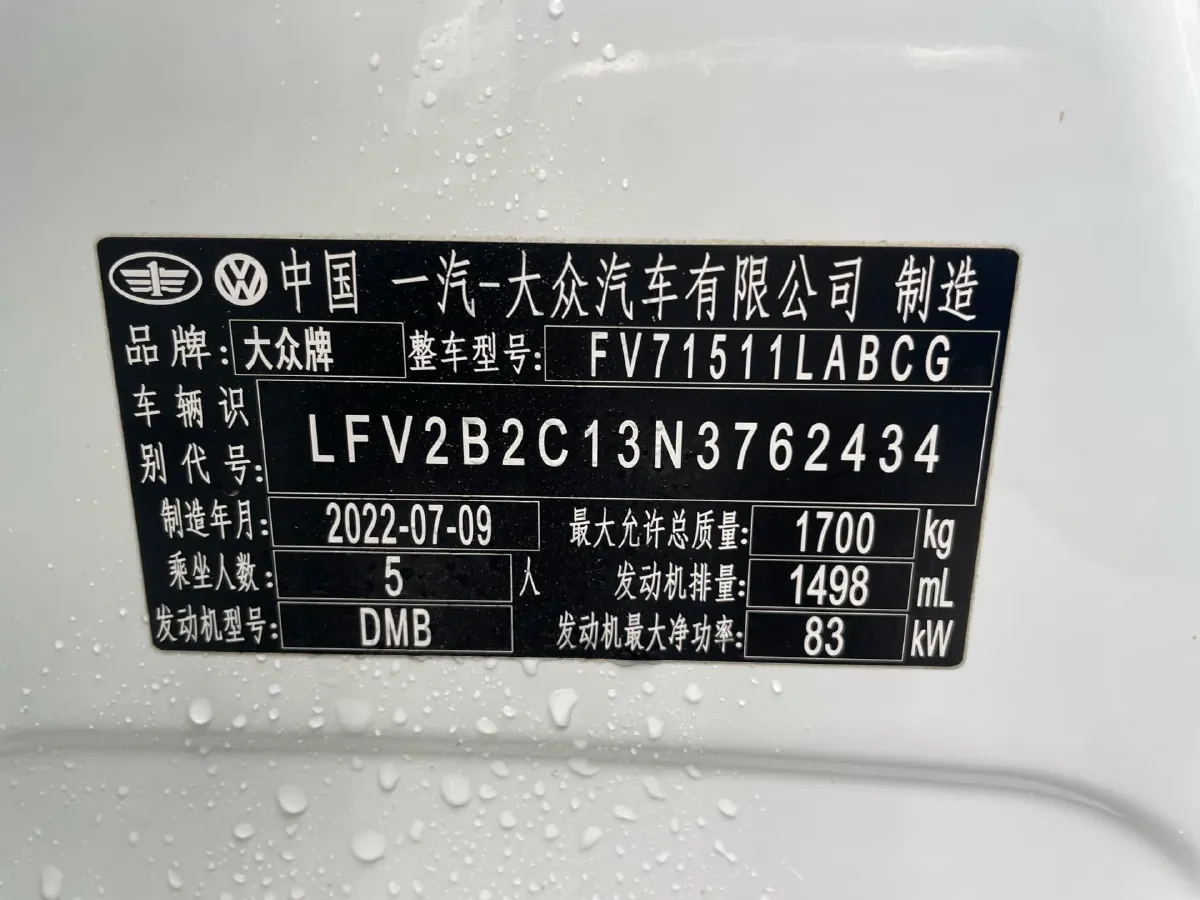 中国 一汽-大众汽车有限公司 制造
品牌: 大众牌 整车型号: FV71511LABCG
车辆识别代号: LFV2B2C13N3762434
制造年月: 2022-07-09 最大允许总质量: 1700 kg
乘坐人数: 5 人 发动机排量: 1498 mL
发动机型号: DMB 发动机最大净功率: 83 kW